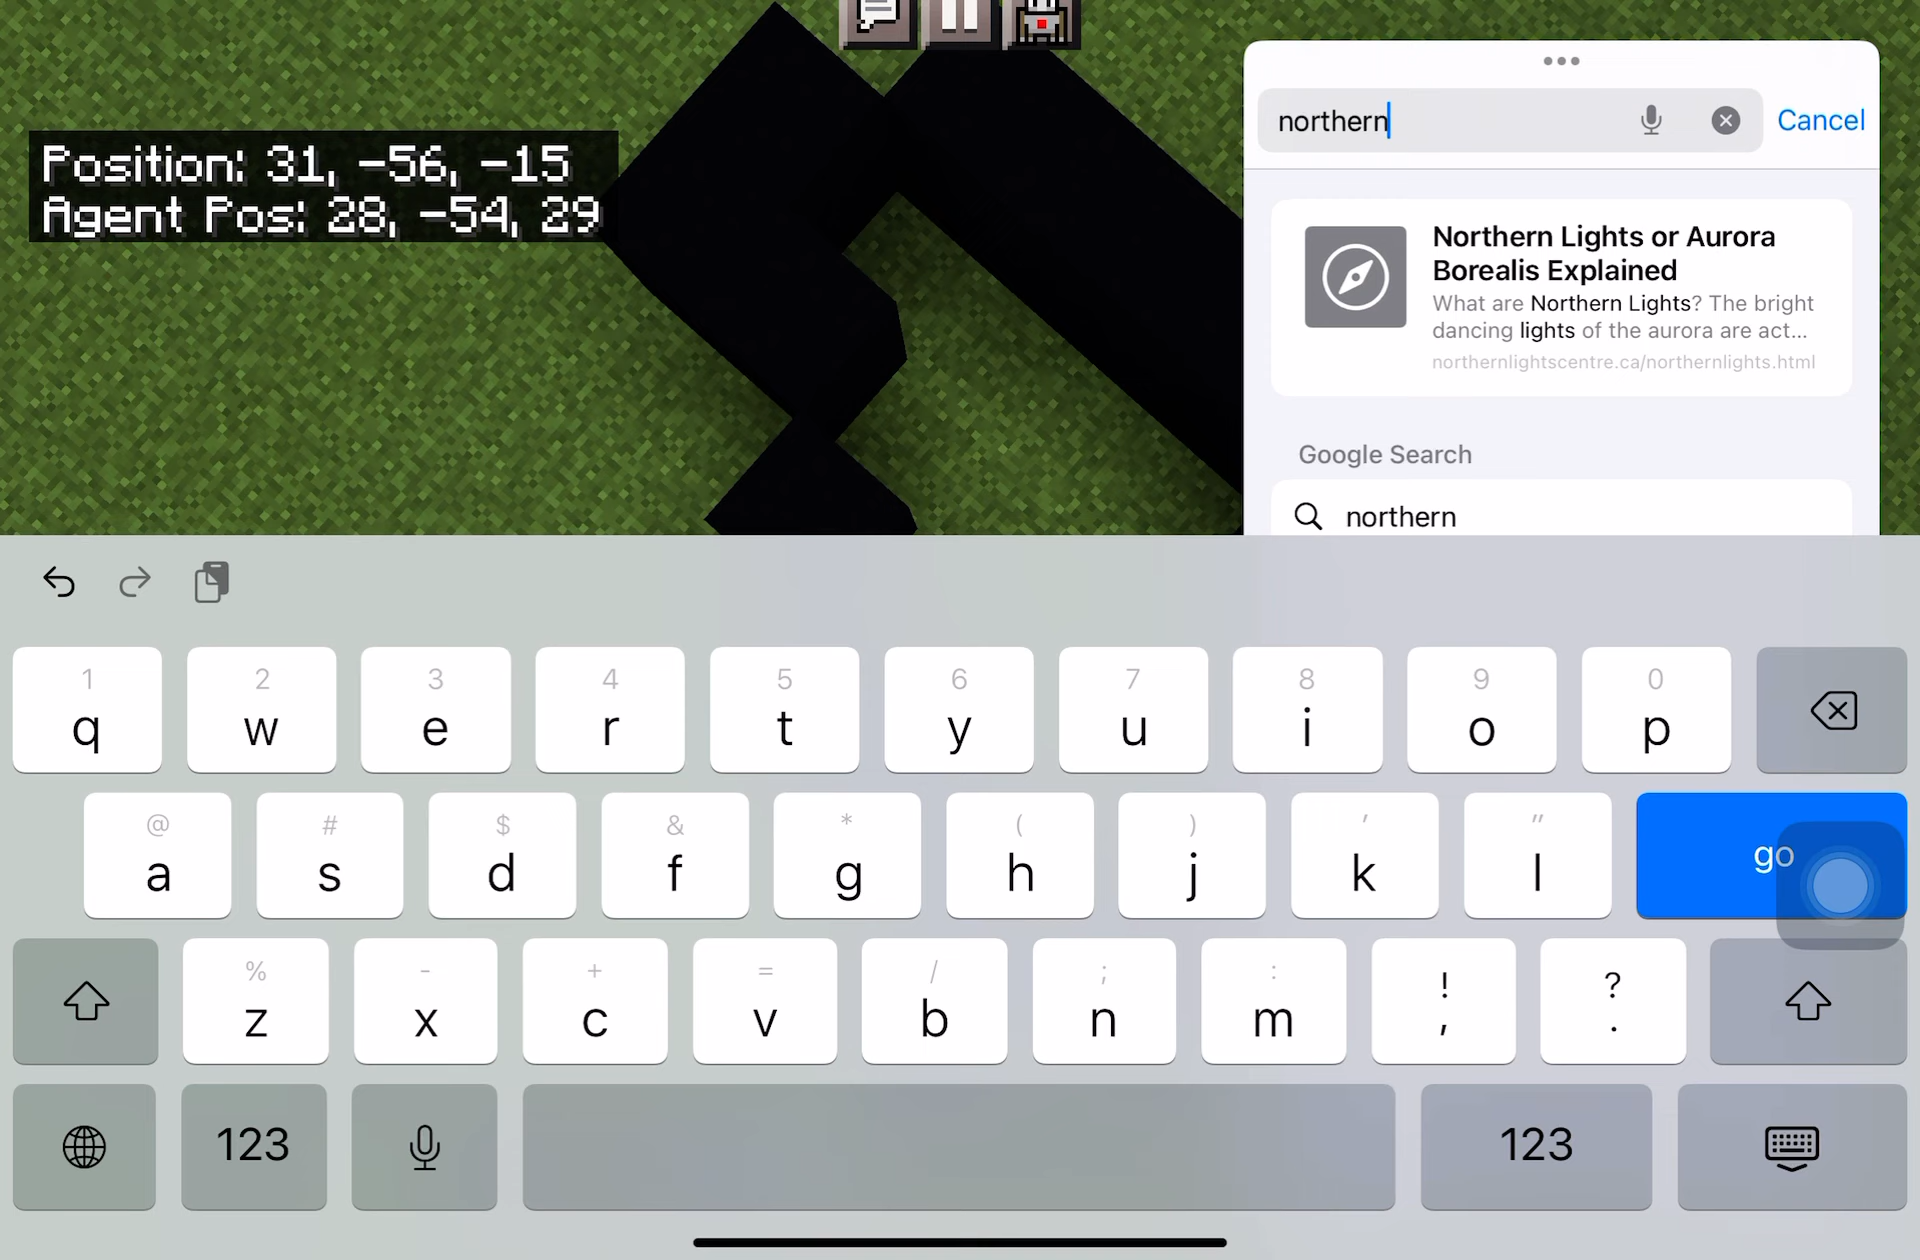 Position: 31, -56, -15
Agent Pos: 28, -54, 29
northern
Cancel
Northern Lights or Aurora
Borealis Explained
What are Northern Lights? The bright
dancing lights of the aurora are act...
northernlightscentre.ca/northernlights.html
Google Search
northern
1 2 3 4 5 6 7 8 9 0
q w e r t y u i o p
@ # $ & * ( ) ' "
a s d f g h j k l go
% - + = / ; : ! ?
z x c v b n m , .
123 123